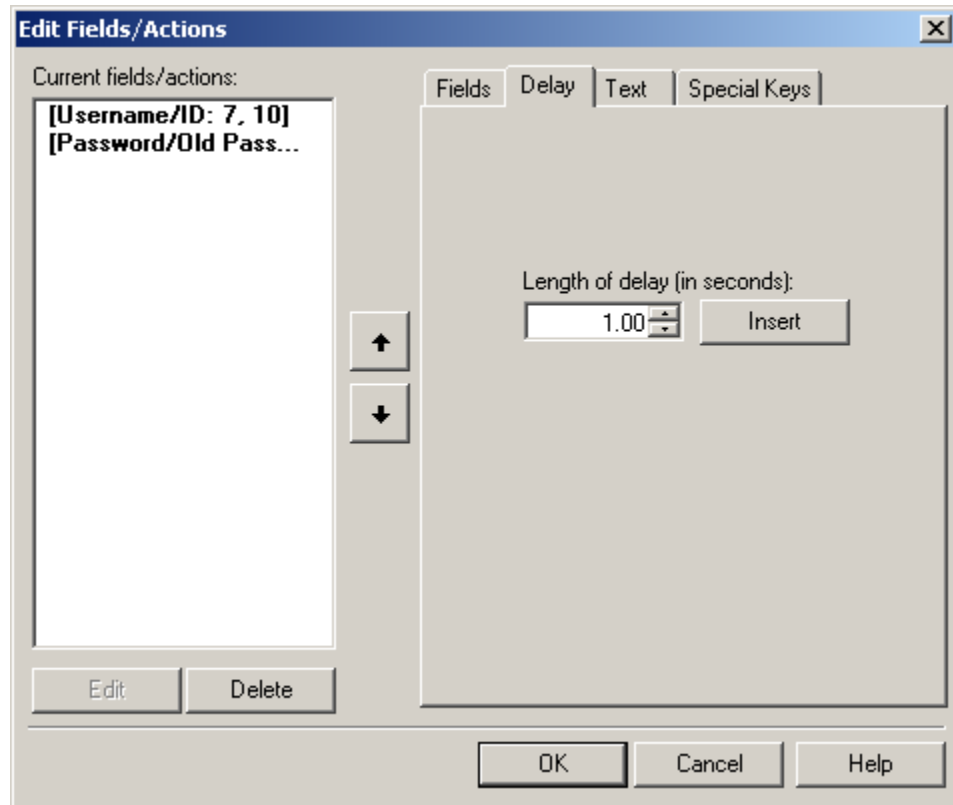 Edit Fields/Actions
Current fields/actions:
[Username/ID: 7, 10]
[Password/Old Pass...
Edit
Delete
Fields
Delay
Text
Special Keys
Length of delay (in seconds):
1.00
Insert
OK
Cancel
Help